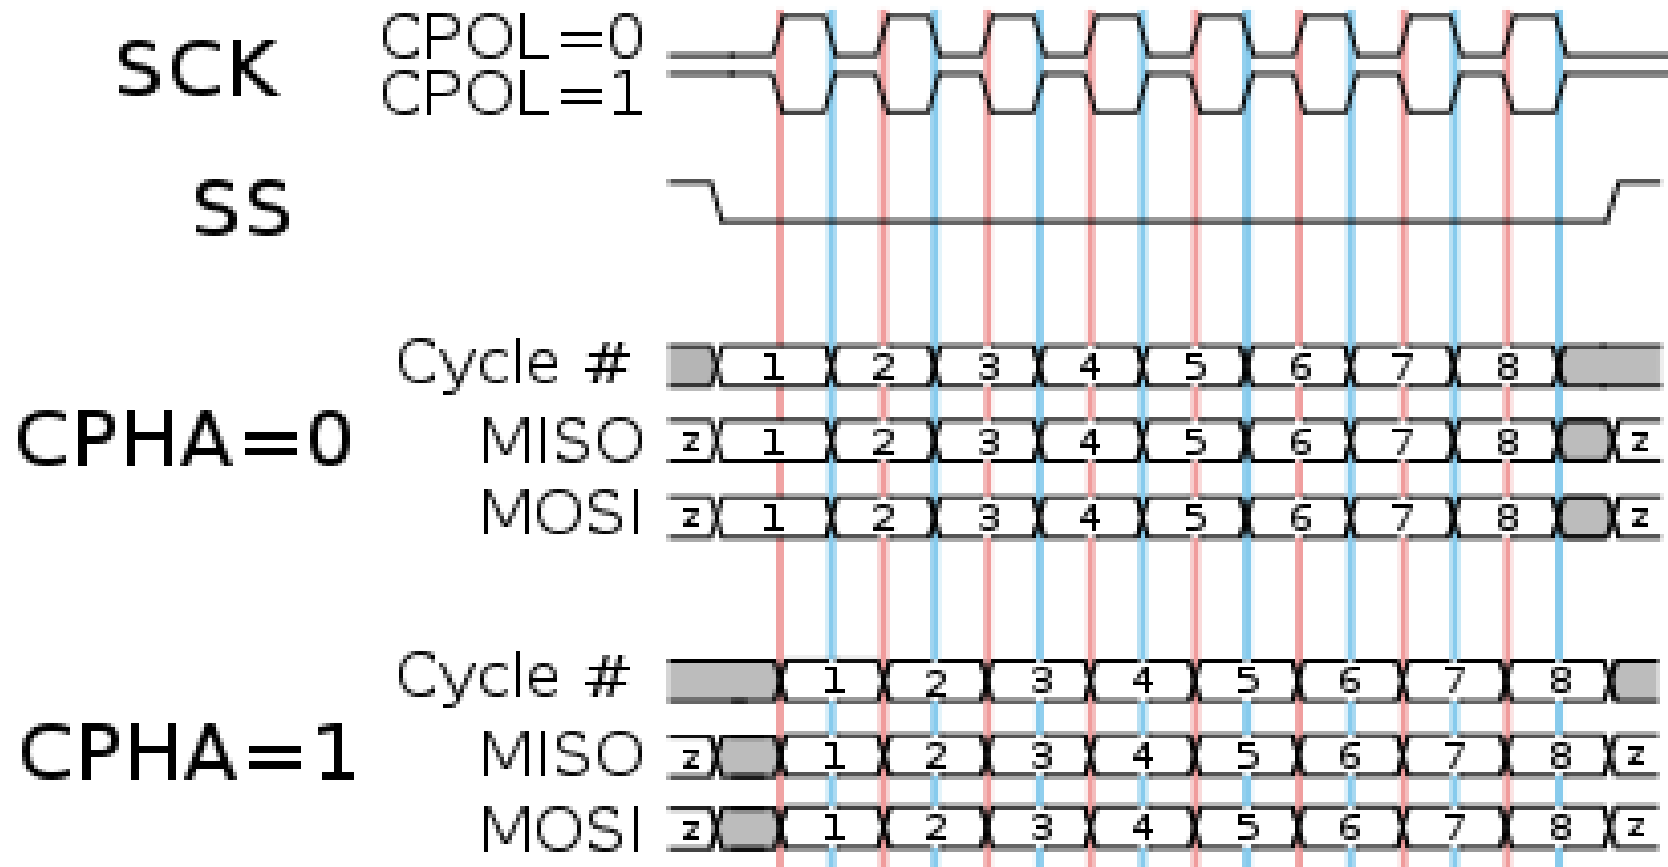 SCK CPOL=0
CPOL=1
SS
Cycle # 1 2 3 4 5 6 7 8
CPHA=0 MISO z 1 2 3 4 5 6 7 8 z
MOSI z 1 2 3 4 5 6 7 8 z
Cycle # 1 2 3 4 5 6 7 8
CPHA=1 MISO z 1 2 3 4 5 6 7 8 z
MOSI z 1 2 3 4 5 6 7 8 z